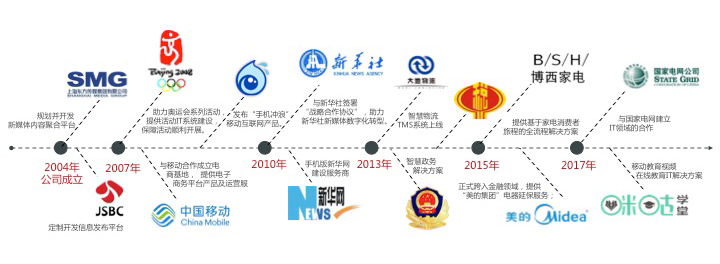 SMG
上海东方传媒集团有限公司
SHANGHAI MEDIA GROUP
规划并开发
新媒体内容聚合平台
2004年
公司成立
JSBC
定制开发信息发布平台
Beijing 2008
助力奥运会系列活动，
提供活动IT系统建设，
保障活动顺利开展。
2007年
与移动合作成立电
商基地，提供电子
商务平台产品及运营服
中国移动
China Mobile
发布“手机冲浪”
移动互联网产品。
2010年
新华社
XINHUA NEWS AGENCY
与新华社签署
“战略合作协议”，助力
新华社新媒体数字化转型。
手机版新华网
建设服务商
新华网
NEWS
2013年
大田物流
智慧物流
TMS系统上线
智慧政务
解决方案
2015年
B/S/H/
博西家电
提供基于家电消费者
旅程的全流程解决方案
正式跨入金融领域，提供
“美的集团”电器延保服务；
美的 Midea
2017年
国家电网公司
STATE GRID
与国家电网建立
IT领域的合作
移动教育视频
在线教育IT解决方案
咪咕学堂